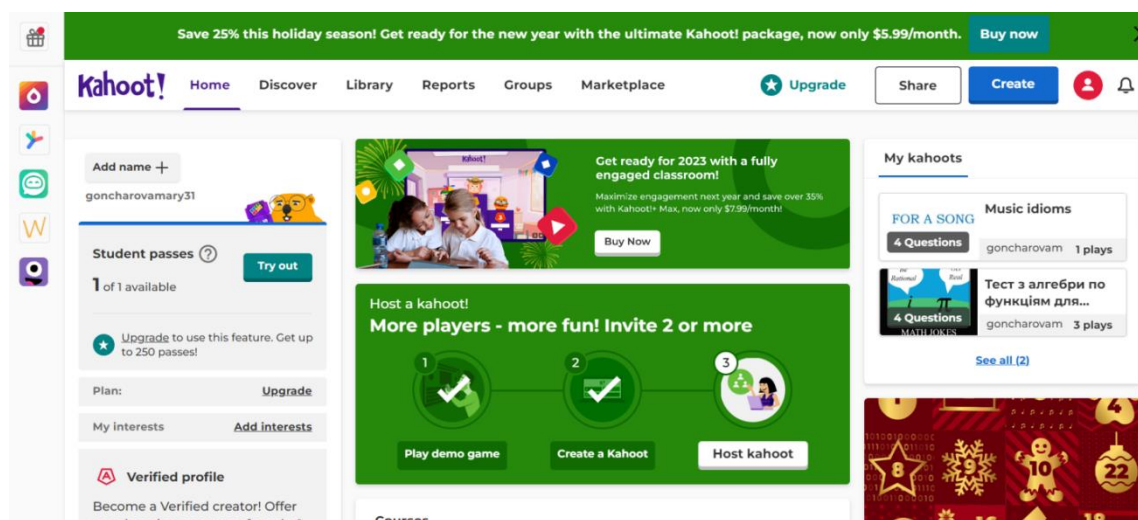 Save 25% this holiday season! Get ready for the new year with the ultimate Kahoot! package, now only $5.99/month.
Buy now
Kahoot!
Home
Discover
Library
Reports
Groups
Marketplace
Upgrade
Share
Create
Add name +
goncharovamary31
Student passes ?
Try out
1 of 1 available
Upgrade to use this feature. Get up
to 250 passes!
Plan:
Upgrade
My interests
Add interests
Verified profile
Become a Verified creator! Offer
Kahoot!
Get ready for 2023 with a fully
engaged classroom!
Maximize engagement next year and save over 35%
with Kahoot!+ Max, now only $7.99/month!
Buy Now
Host a kahoot!
More players - more fun! Invite 2 or more
1
2
3
Play demo game
Create a Kahoot
Host kahoot
Courses
My kahoots
FOR A SONG
4 Questions
Music idioms
goncharovam
1 plays
Rational
Real
i
π
4 Questions
MATH JOKES
Тест з алгебри по
функціям для...
goncharovam
3 plays
See all (2)
4
8
9
10
22
18